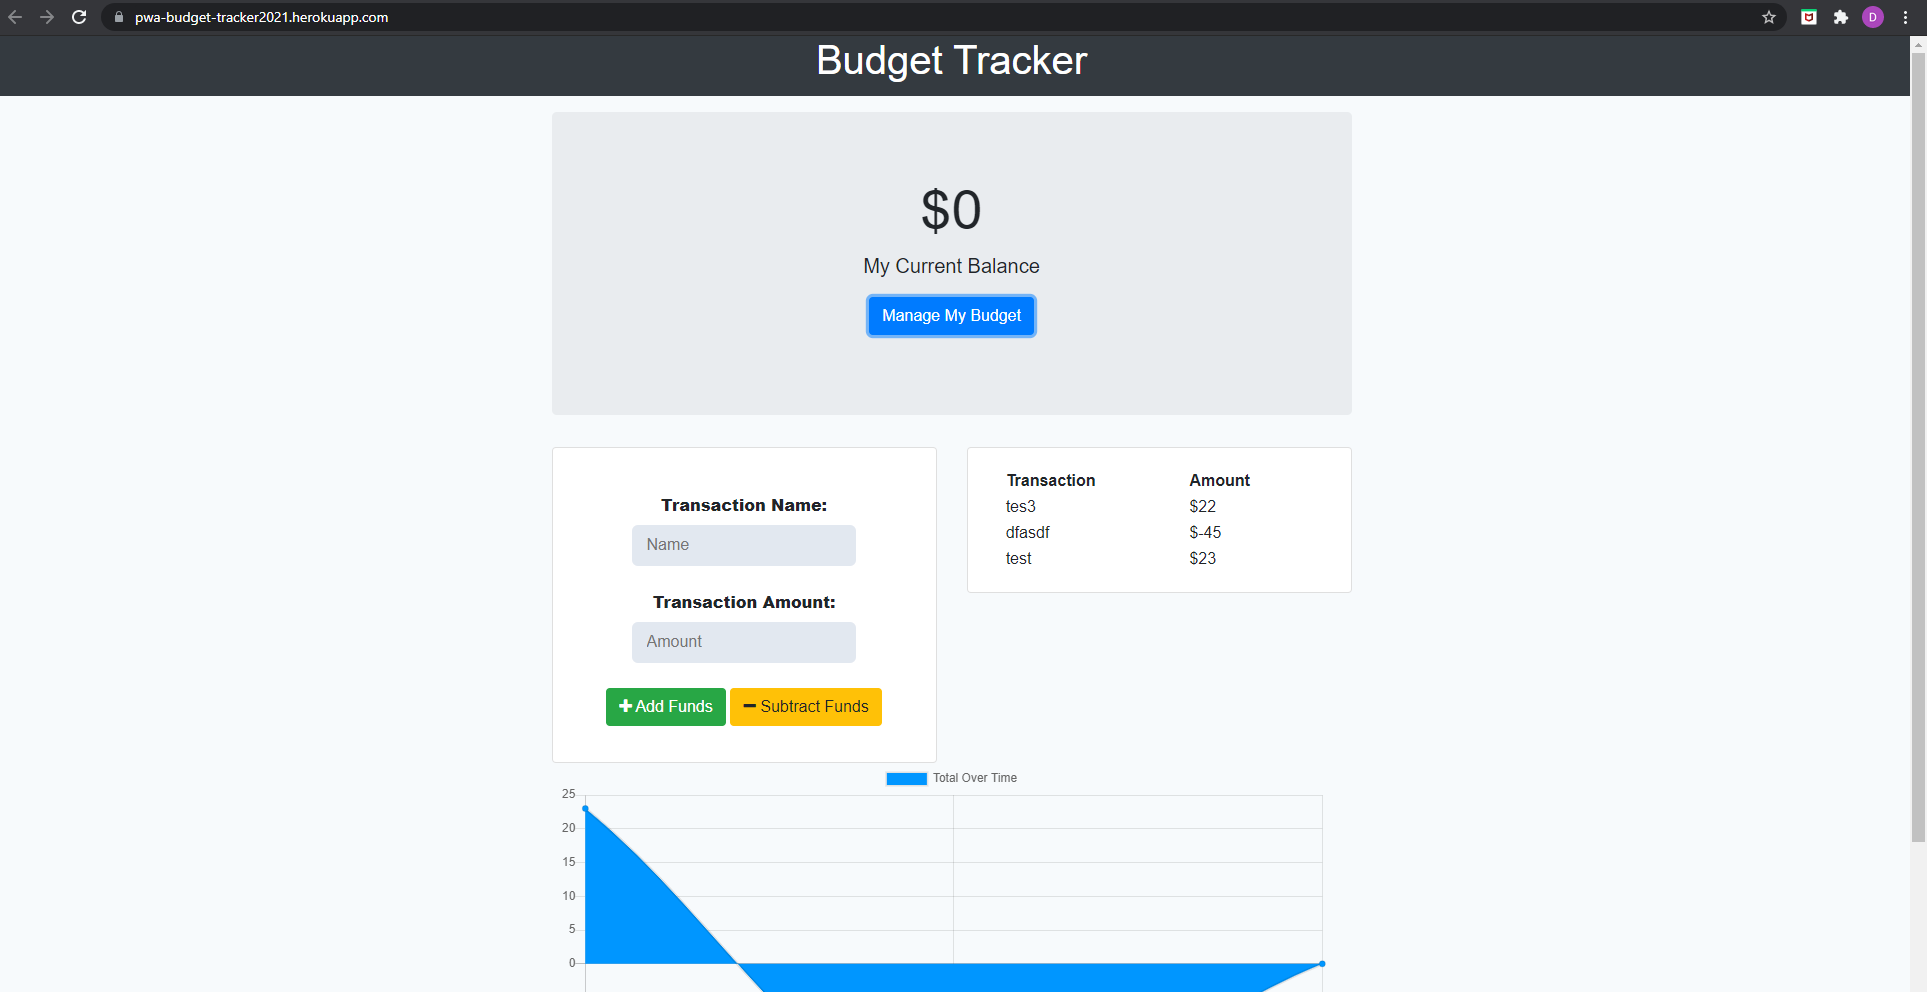 pwa-budget-tracker2021.herokuapp.com
D
Budget Tracker
$0
My Current Balance
Manage My Budget
Transaction Name:
Name
Transaction Amount:
Amount
Add Funds
Subtract Funds
Transaction Amount
tes3 $22
dfasdf $-45
test $23
Total Over Time
25
20
15
10
5
0